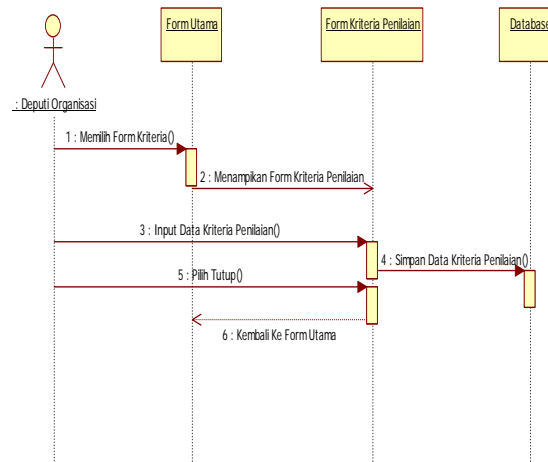 Form Utama
Form Kriteria Penilaian
Database
: Deputi Organisasi
1 : Memilih Form Kriteria()
2 : Menampikan Form Kriteria Penilaian
3 : Input Data Kriteria Penilaian()
4 : Simpan Data Kriteria Penilaian()
5 : Pilih Tutup()
6 : Kembali Ke Form Utama